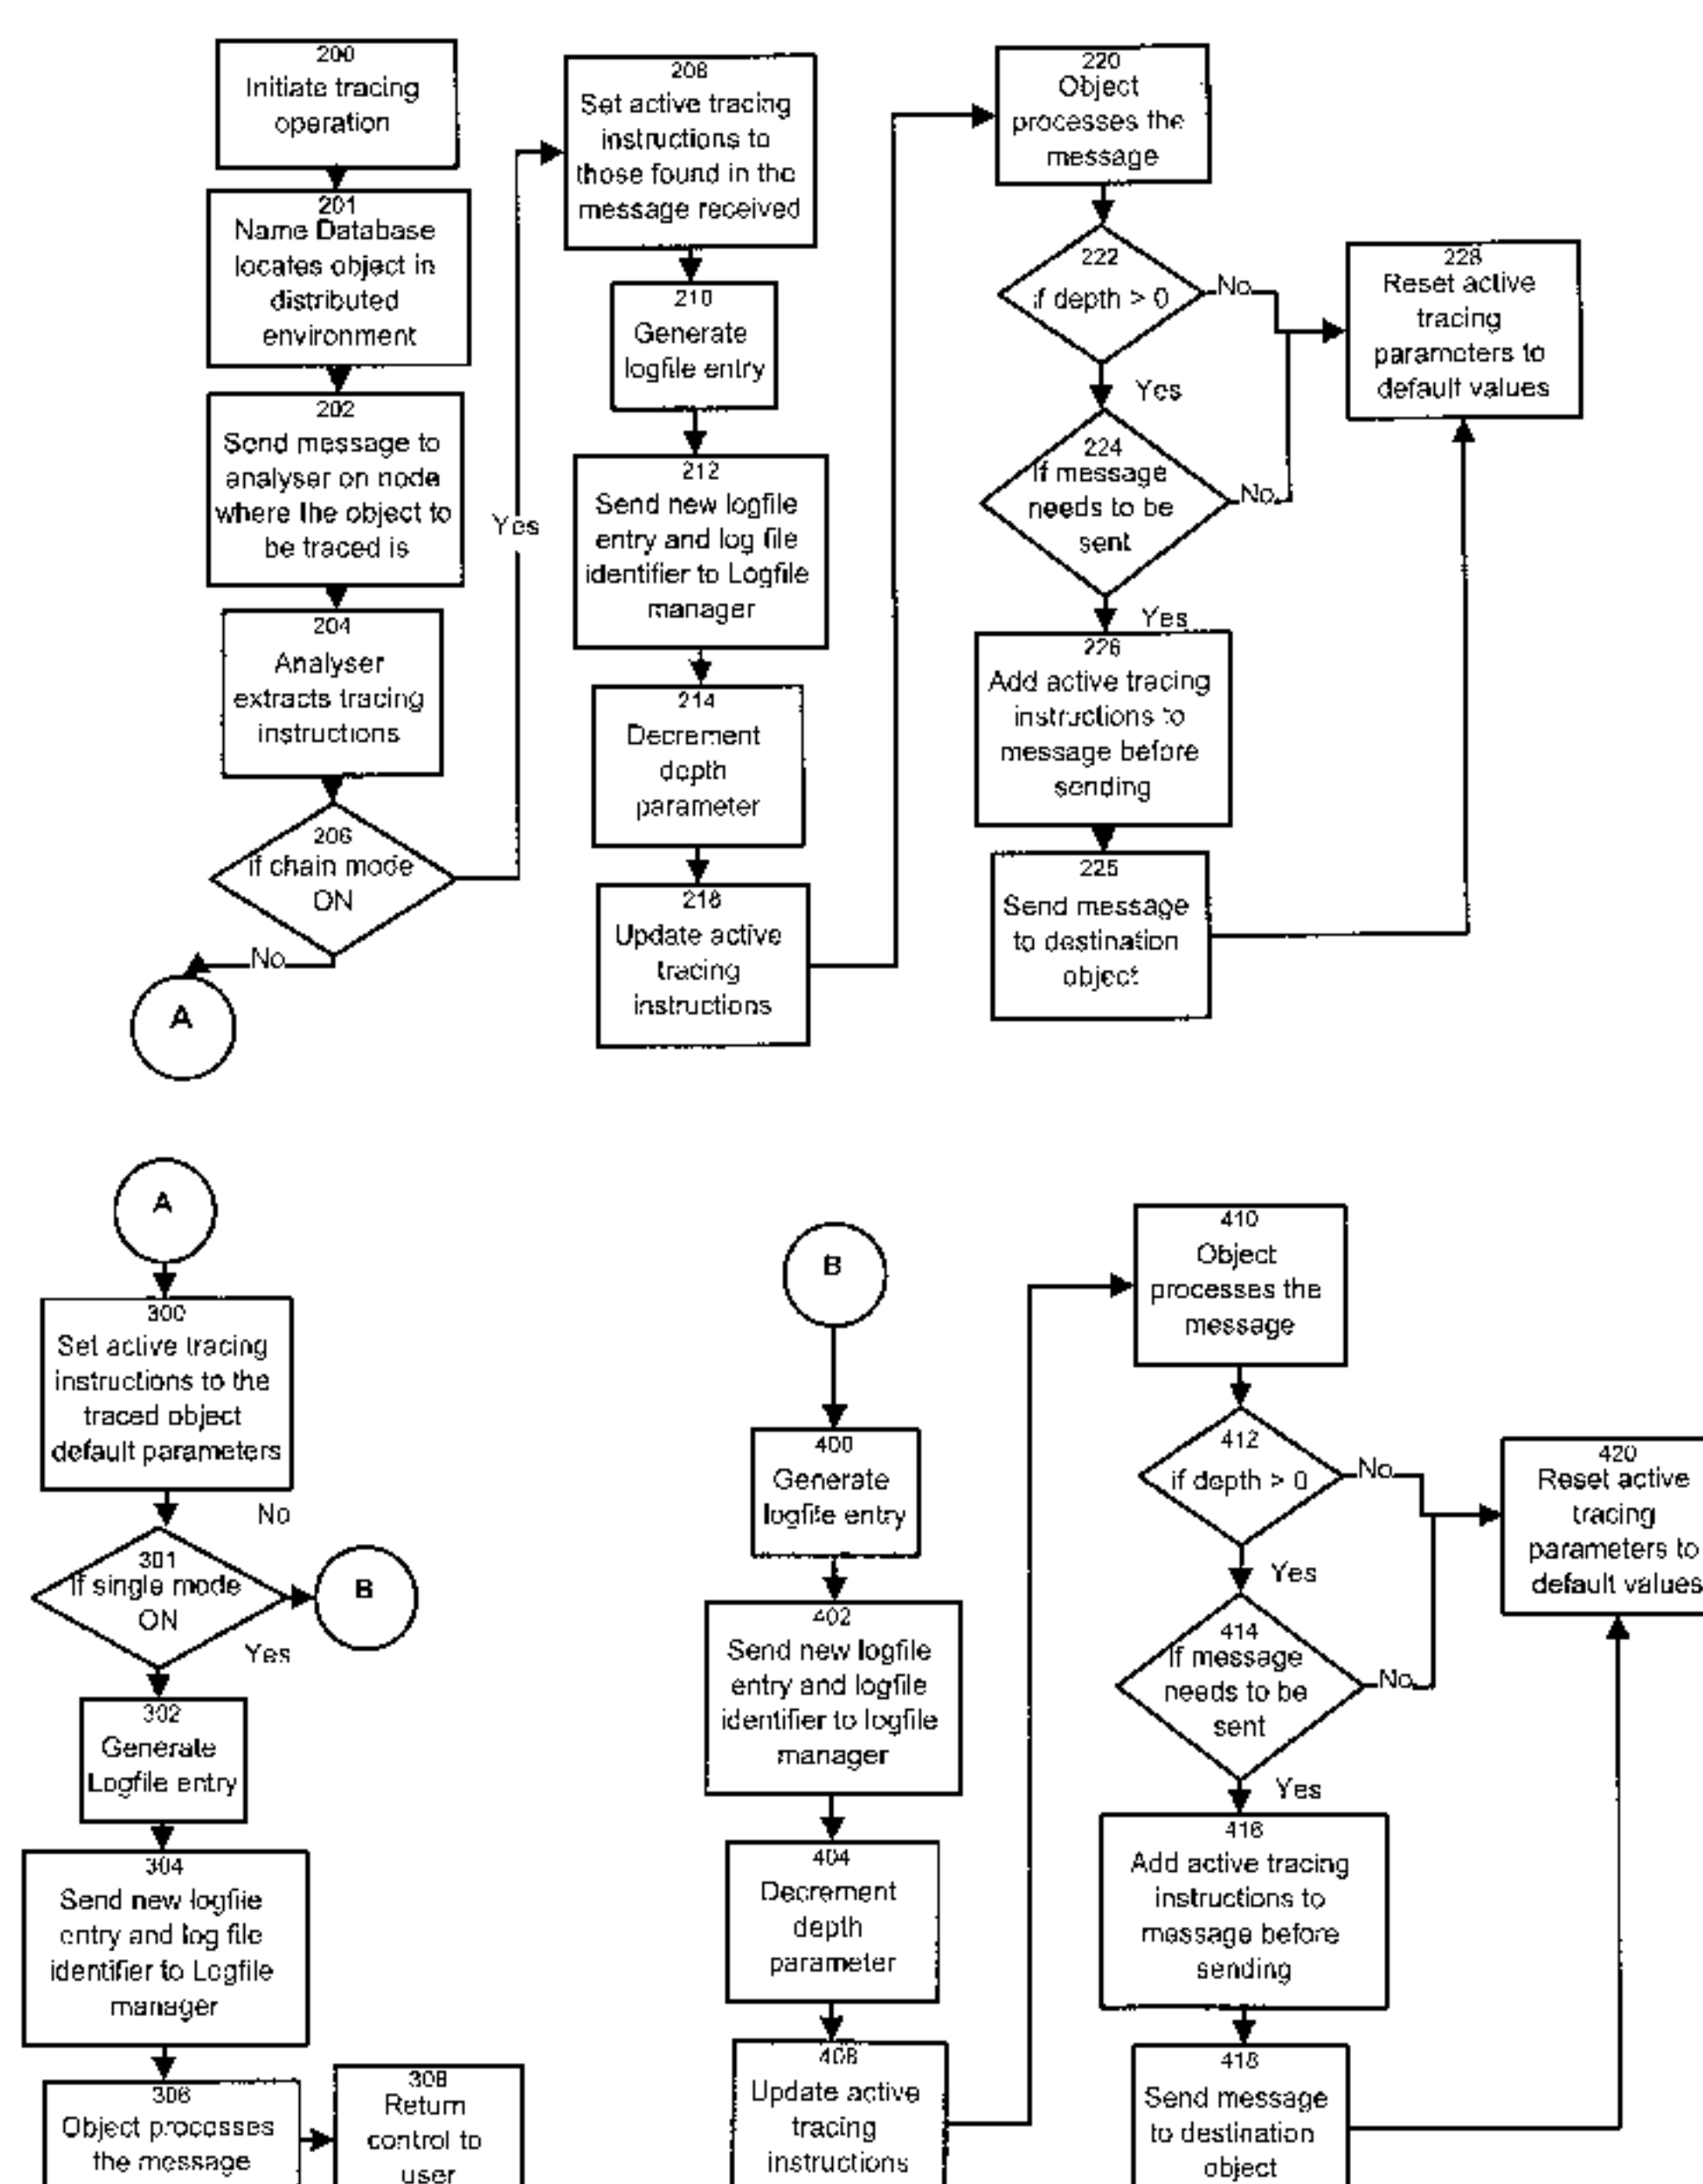 200
Initiate tracing
operation
201
Name Database
locates object in
distributed
environment
202
Send message to
analyser on node
where the object to
be traced is
204
Analyser
extracts tracing
instructions
206
if chain mode
ON
No
A
Yes
208
Set active tracing
instructions to
those found in the
message received
210
Generate
logfile entry
212
Send new logfile
entry and log file
identifier to Logfile
manager
214
Decrement
depth
parameter
218
Update active
tracing
instructions
220
Object
processes the
message
222
if depth > 0
No
Yes
224
If message
needs to be
sent
No
Yes
226
Add active tracing
instructions to
message before
sending
225
Send message
to destination
object
228
Reset active
tracing
parameters to
default values
A
300
Set active tracing
instructions to the
traced object
default parameters
No
301
If single mode
ON
B
Yes
302
Generate
Logfile entry
304
Send new logfile
entry and log file
identifier to Logfile
manager
306
Object processes
the message
308
Return
control to
user
B
400
Generate
logfile entry
402
Send new logfile
entry and logfile
identifier to logfile
manager
404
Decrement
depth
parameter
408
Update active
tracing
instructions
410
Object
processes the
message
412
if depth > 0
No
Yes
414
If message
needs to be
sent
No
Yes
416
Add active tracing
instructions to
message before
sending
418
Send message
to destination
object
420
Reset active
tracing
parameters to
default values